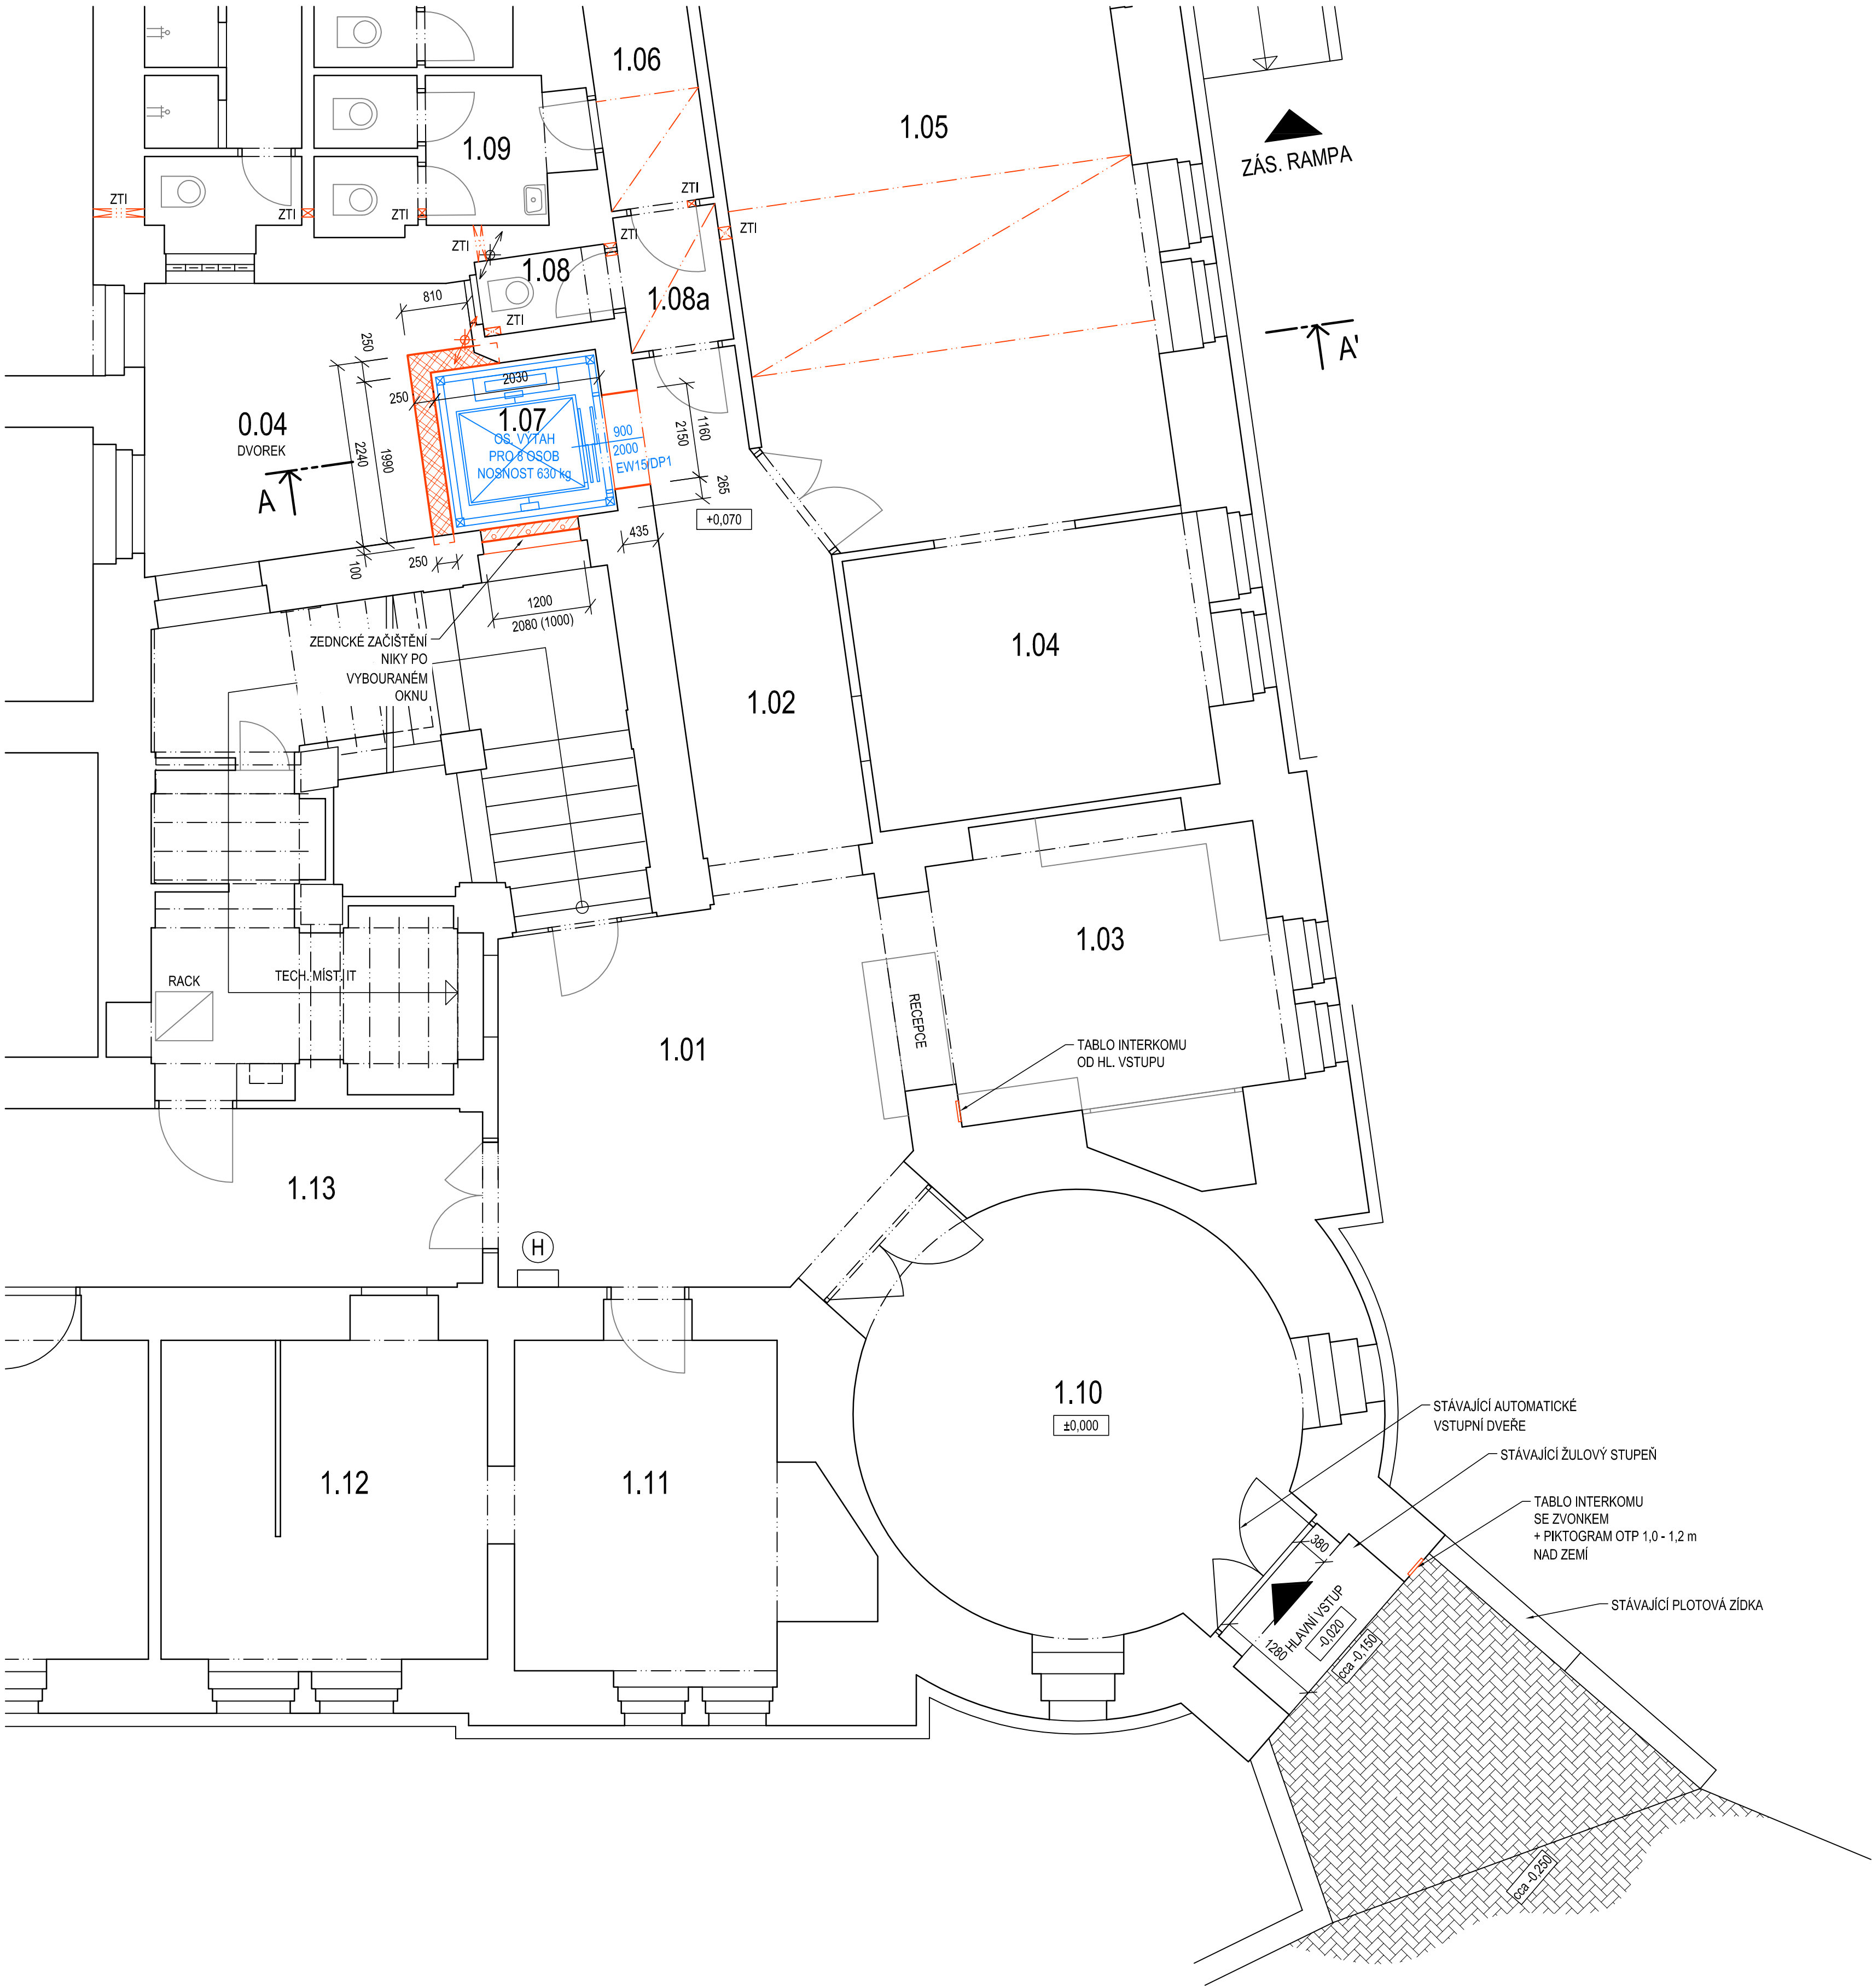 1.06
1.05
ZÁS. RAMPA
1.09
ZTI
ZTI
ZTI
ZTI
ZTI
ZTI
ZTI
1.08
1.08a
ZTI
810
250
250
2030
1.07
OS. VÝTAH
PRO 8 OSOB
NOSNOST 630 kg
900
2000
EW15/DP1
1160
2150
265
+0,070
435
0.04
DVOREK
2240
1990
A
A'
100
250
1200
2080 (1000)
ZEDNCKÉ ZAČIŠTĚNÍ
NIKY PO
VYBOURANÉM
OKNU
1.04
1.02
1.03
RECEPCE
RACK
TECH. MÍST. IT
1.01
TABLO INTERKOMU
OD HL. VSTUPU
1.13
H
1.10
±0,000
1.12
1.11
STÁVAJÍCÍ AUTOMATICKÉ
VSTUPNÍ DVEŘE
STÁVAJÍCÍ ŽULOVÝ STUPEŇ
TABLO INTERKOMU
SE ZVONKEM
+ PIKTOGRAM OTP 1,0 - 1,2 m
NAD ZEMÍ
STÁVAJÍCÍ PLOTOVÁ ZÍDKA
380
1280
HLAVNÍ VSTUP
-0,020
cca -0,150
cca -0,250